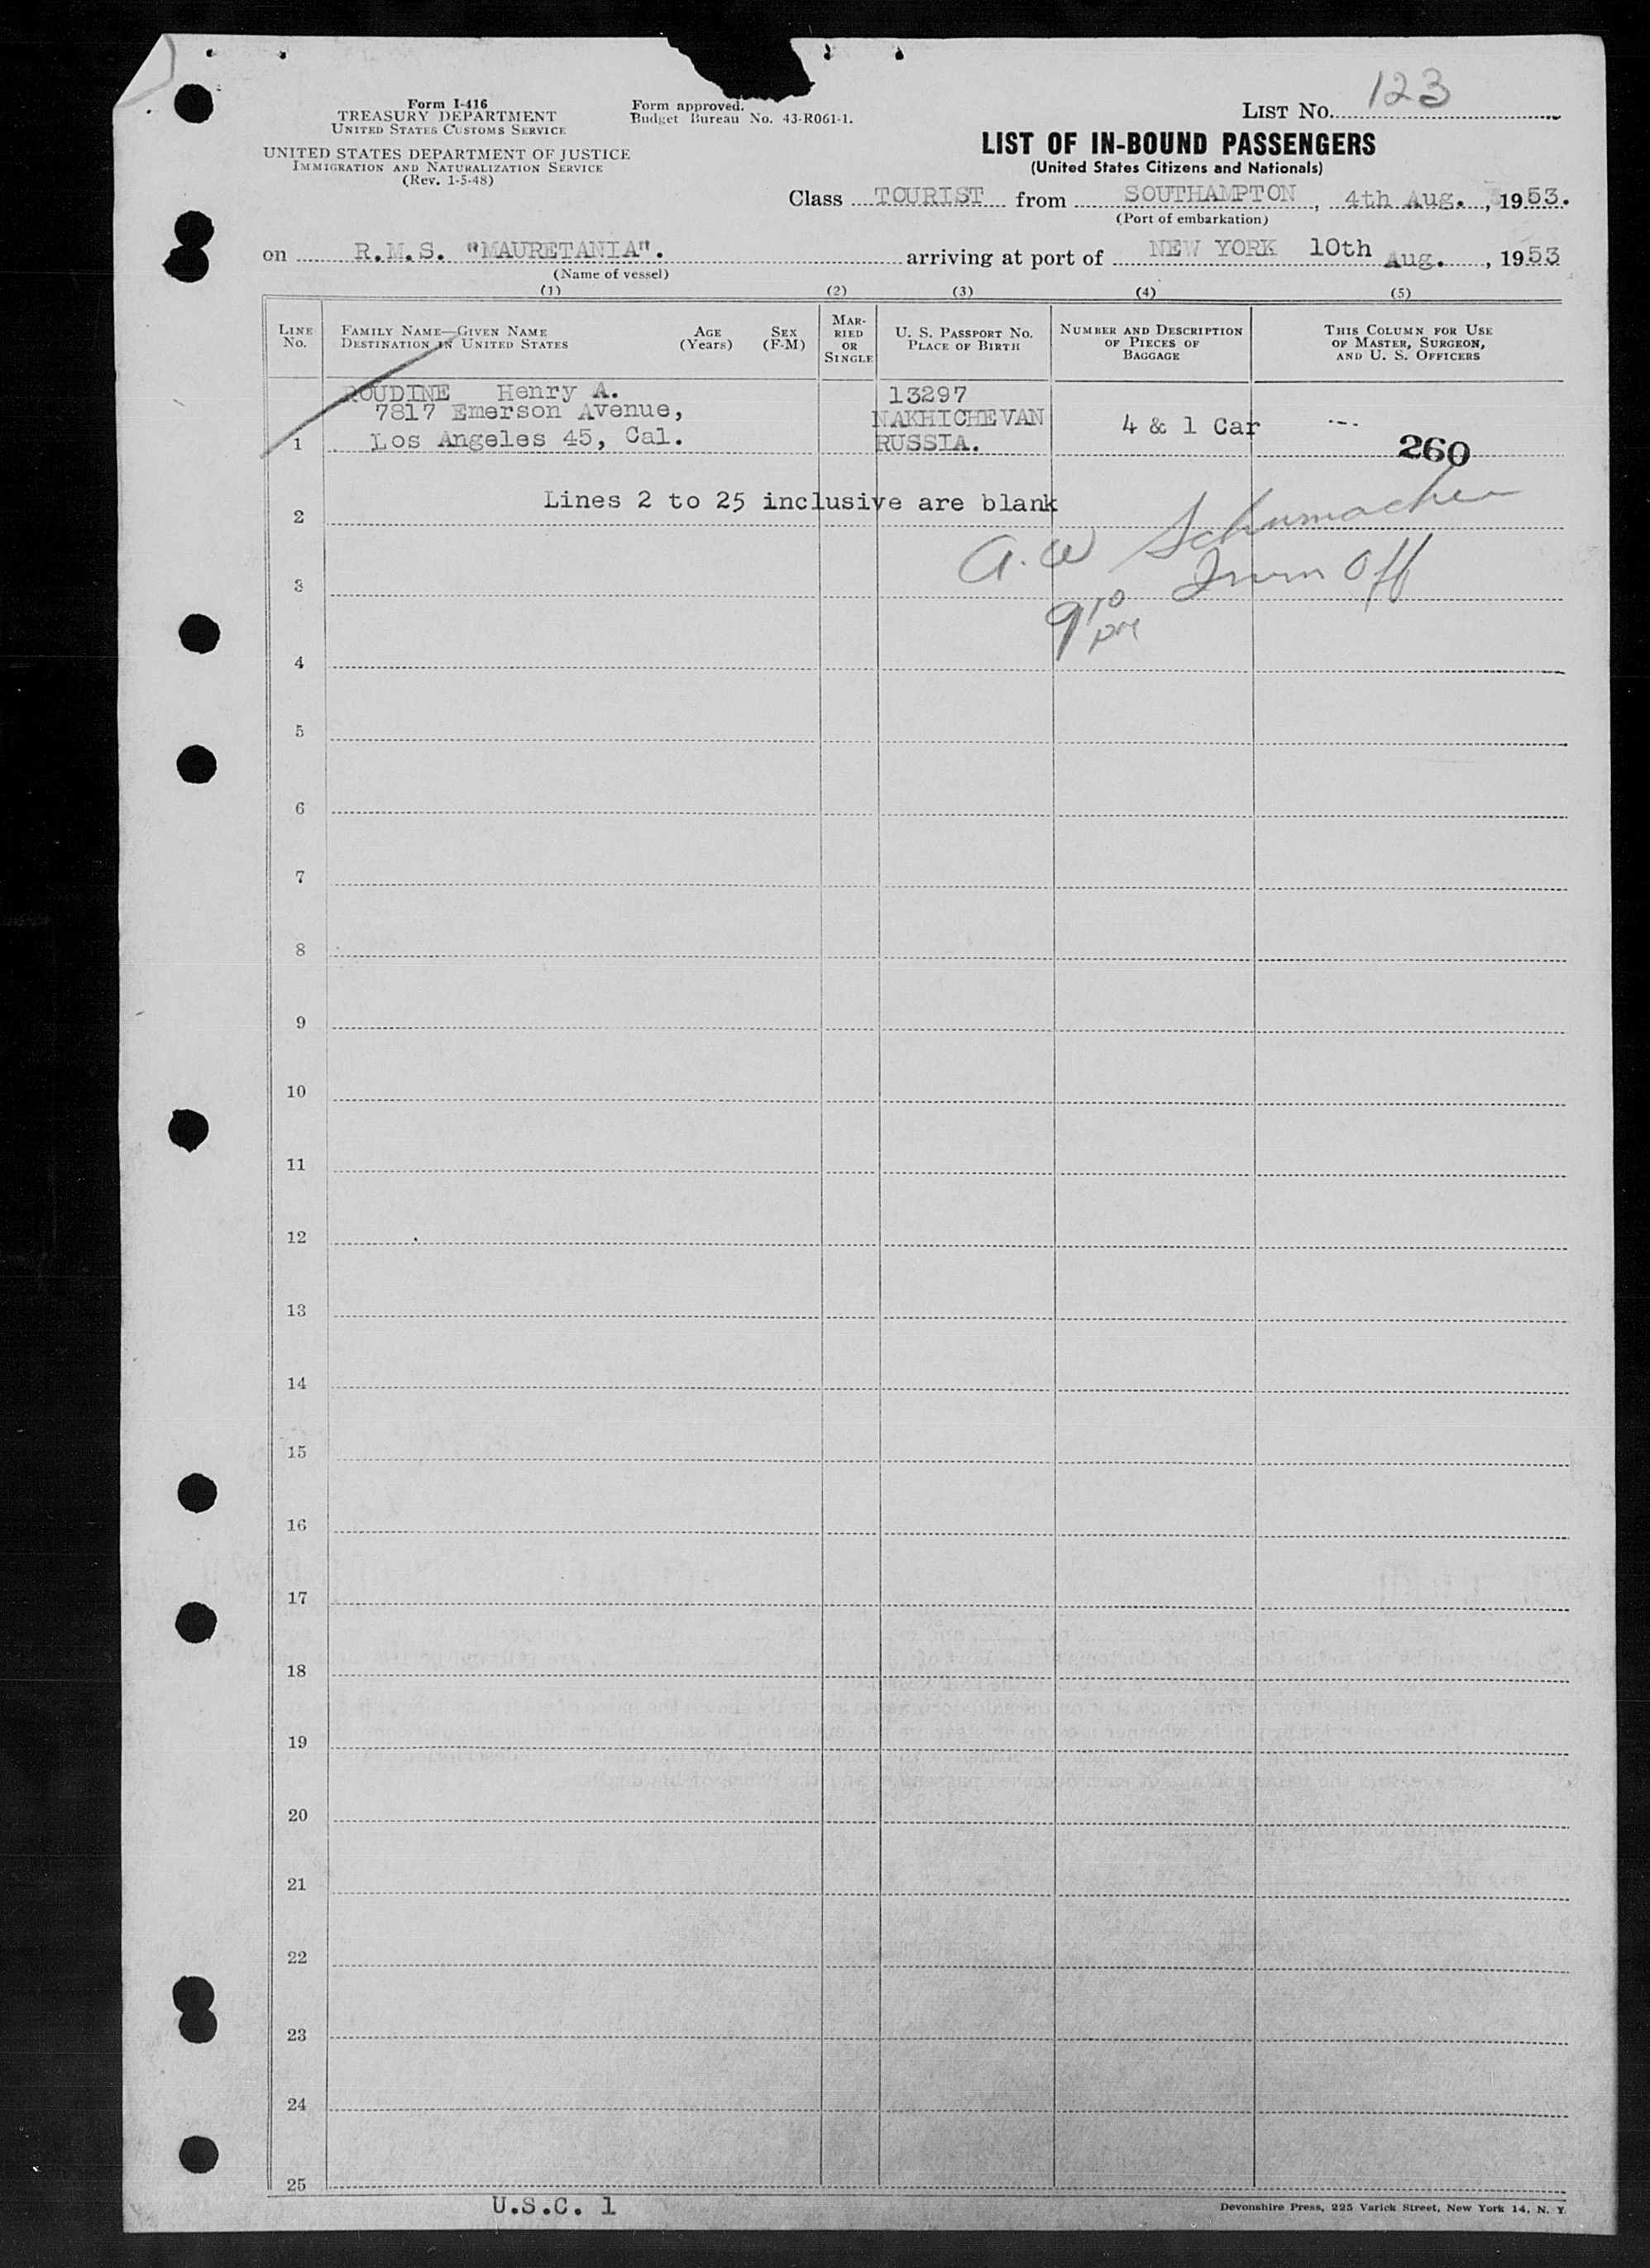 123
Form I-416
TREASURY DEPARTMENT
UNITED STATES CUSTOMS SERVICE
UNITED STATES DEPARTMENT OF JUSTICE
IMMIGRATION AND NATURALIZATION SERVICE
(Rev. 1-5-48)
Form approved.
Budget Bureau No. 43-R061-1.
LIST No.
LIST OF IN-BOUND PASSENGERS
(United States Citizens and Nationals)
Class TOURIST from SOUTHAMPTON, 4th Aug., 1953.
(Port of embarkation)
on R.M.S. "MAURETANIA". arriving at port of NEW YORK 10th Aug., 1953
(Name of vessel)
(1) (2) (3) (4) (5)
LINE No.
FAMILY NAME—GIVEN NAME
DESTINATION IN UNITED STATES
AGE (Years)
SEX (F-M)
MARRIED OR SINGLE
U. S. PASSPORT No.
PLACE OF BIRTH
NUMBER AND DESCRIPTION
OF PIECES OF
BAGGAGE
THIS COLUMN FOR USE
OF MASTER, SURGEON,
AND U. S. OFFICERS
ROUDINE Henry A. 13297
7817 Emerson Avenue, NAKHICHEVAN 4 & 1 Car ---
1 Los Angeles 45, Cal. RUSSIA. 260
2 Lines 2 to 25 inclusive are blank
A. W Schumacher
3 Imm Off
9 10 PM
4
5
6
7
8
9
10
11
12
13
14
15
16
17
18
19
20
21
22
23
24
25
U.S.C. 1
Devonshire Press, 225 Varick Street, New York 14, N. Y.